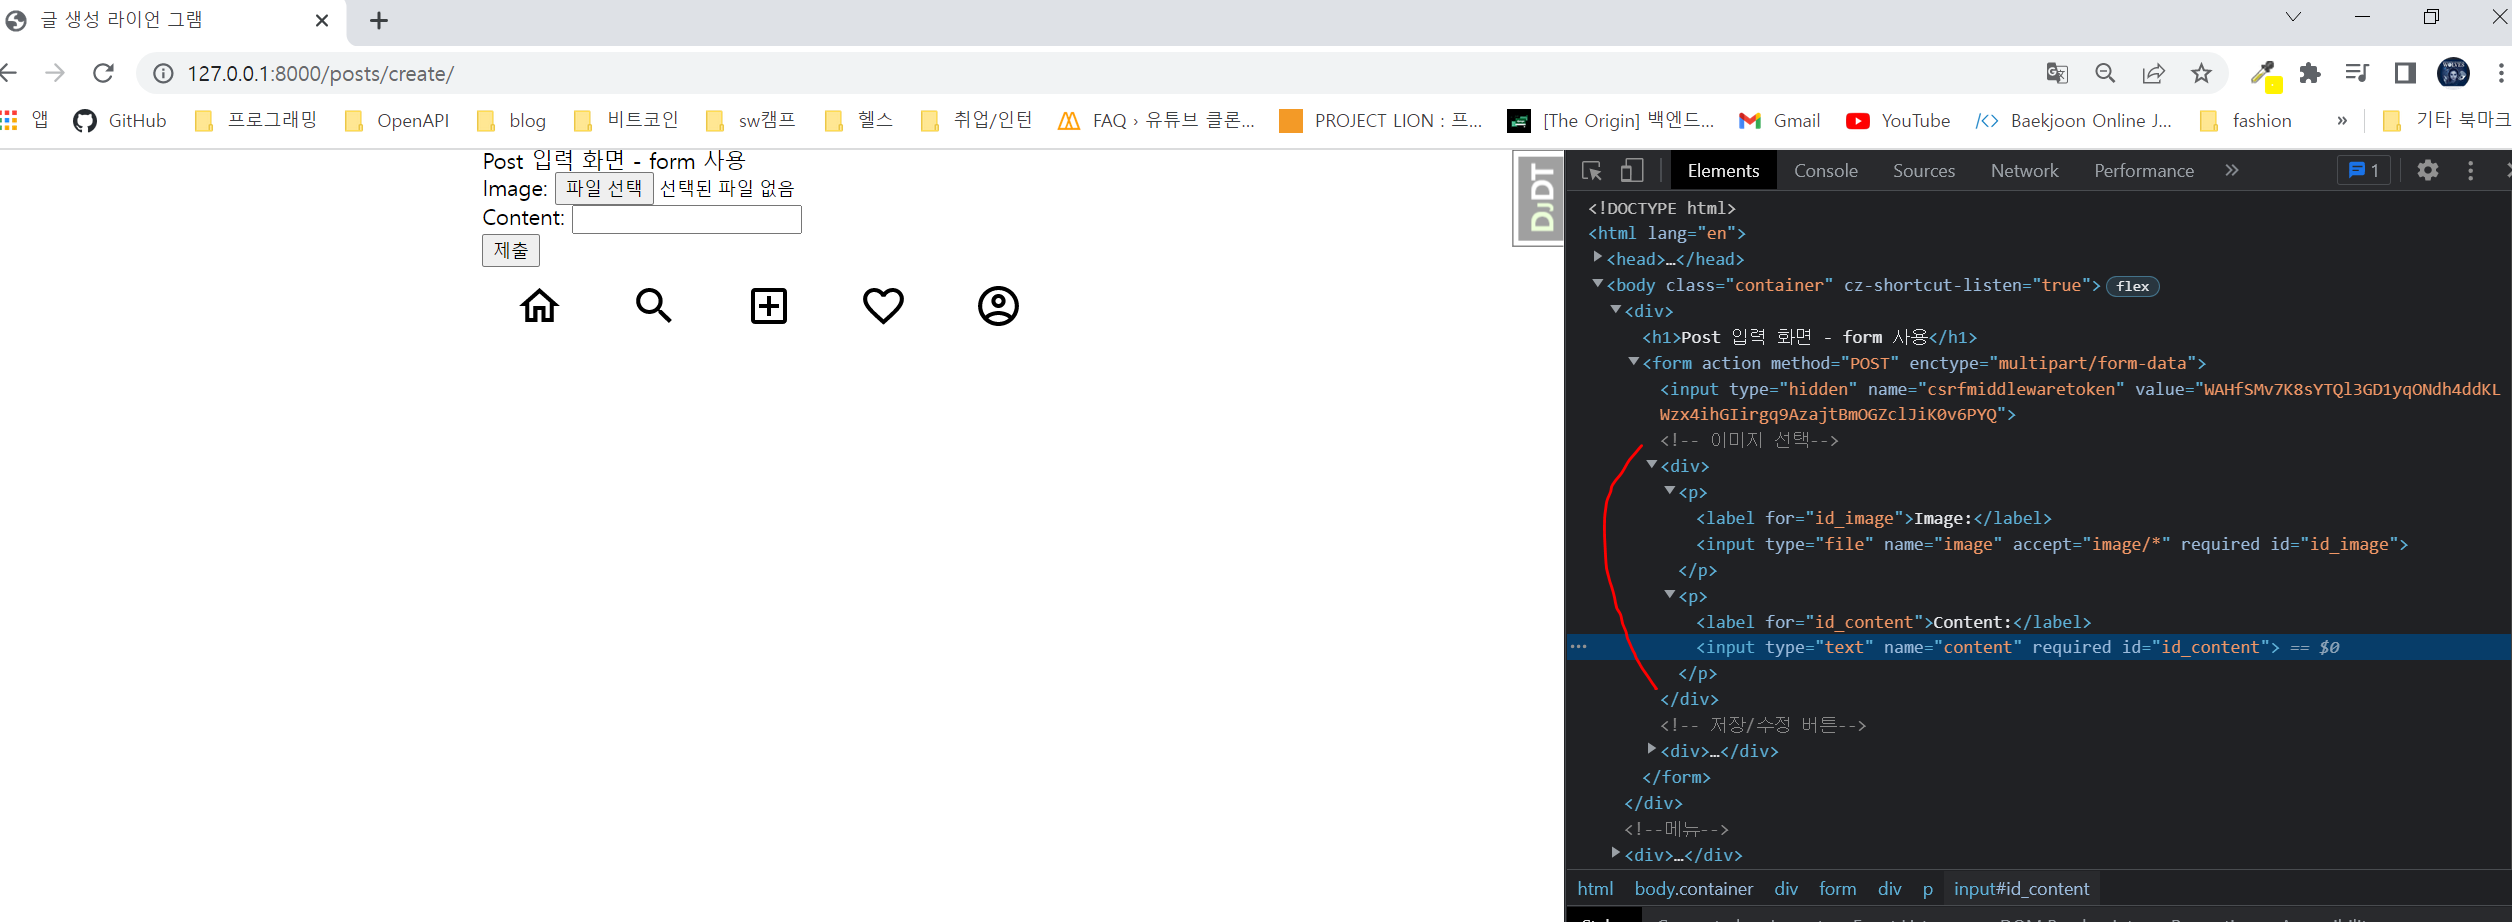 글 생성 라이언 그램
127.0.0.1:8000/posts/create/
앱 GitHub 프로그래밍 OpenAPI blog 비트코인 sw캠프 헬스 취업/인턴 FAQ › 유튜브 클론... PROJECT LION : 프... [The Origin] 백엔드... Gmail YouTube Baekjoon Online J... fashion » 기타 북마크
Post 입력 화면 - form 사용
Image: 파일 선택 선택된 파일 없음
Content:
제출
DJDT
Elements Console Sources Network Performance » 1
<!DOCTYPE html>
<html lang="en">
<head>…</head>
<body class="container" cz-shortcut-listen="true"> flex
<div>
<h1>Post 입력 화면 - form 사용</h1>
<form action method="POST" enctype="multipart/form-data">
<input type="hidden" name="csrfmiddlewaretoken" value="WAHfSMv7K8sYTQl3GD1yqONdh4ddKL
Wzx4ihGIirgq9AzajtBmOGZclJiK0v6PYQ">
<!-- 이미지 선택-->
<div>
<p>
<label for="id_image">Image:</label>
<input type="file" name="image" accept="image/*" required id="id_image">
</p>
<p>
<label for="id_content">Content:</label>
<input type="text" name="content" required id="id_content"> == $0
</p>
</div>
<!-- 저장/수정 버튼-->
<div>…</div>
</form>
</div>
<!--메뉴-->
<div>…</div>
html body.container div form div p input#id_content